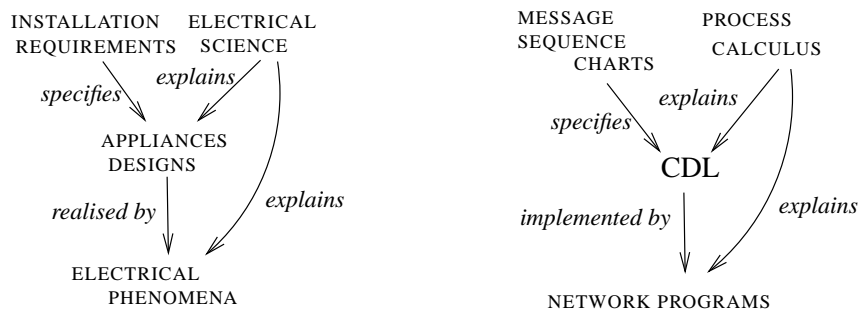 INSTALLATION
REQUIREMENTS
ELECTRICAL
SCIENCE
specifies
explains
APPLIANCES
DESIGNS
realised by
explains
ELECTRICAL
PHENOMENA
MESSAGE
SEQUENCE
CHARTS
PROCESS
CALCULUS
specifies
explains
CDL
implemented by
explains
NETWORK PROGRAMS